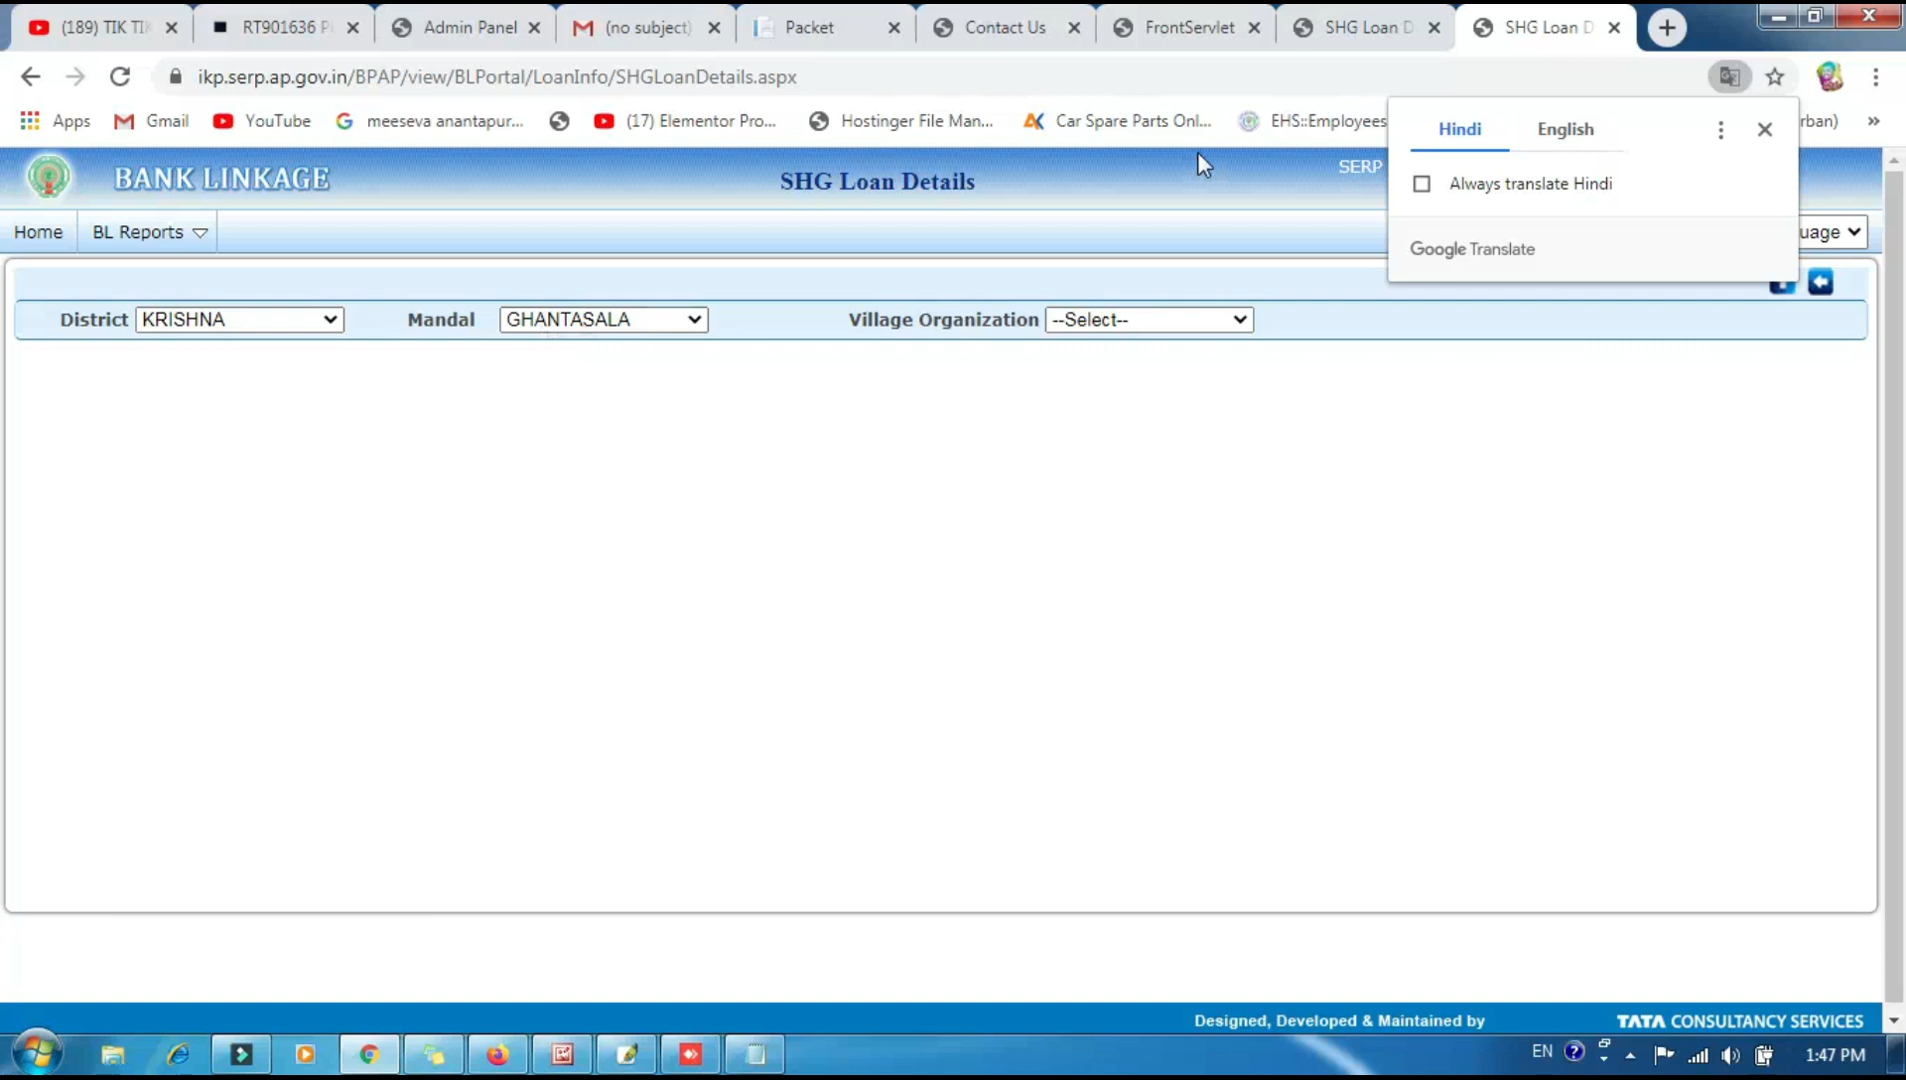 (189) TIK TI
RT901636 P
Admin Panel
(no subject)
Packet
Contact Us
FrontServlet
SHG Loan D
SHG Loan D
ikp.serp.ap.gov.in/BPAP/view/BLPortal/LoanInfo/SHGLoanDetails.aspx
Apps
Gmail
YouTube
meeseva anantapur...
(17) Elementor Pro...
Hostinger File Man...
Car Spare Parts Onl...
EHS::Employees
rban)
»
Hindi
English
Always translate Hindi
Google Translate
BANK LINKAGE
SHG Loan Details
SERP
Home
BL Reports
uage
District KRISHNA
Mandal GHANTASALA
Village Organization --Select--
Designed, Developed & Maintained by
TATA CONSULTANCY SERVICES
EN
1:47 PM